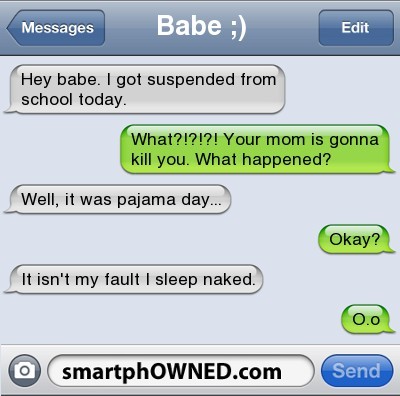 Messages
Babe ;)
Edit
Hey babe. I got suspended from
school today.
What?!?!?! Your mom is gonna
kill you. What happened?
Well, it was pajama day...
Okay?
It isn't my fault I sleep naked.
O.o
smartphOWNED.com
Send